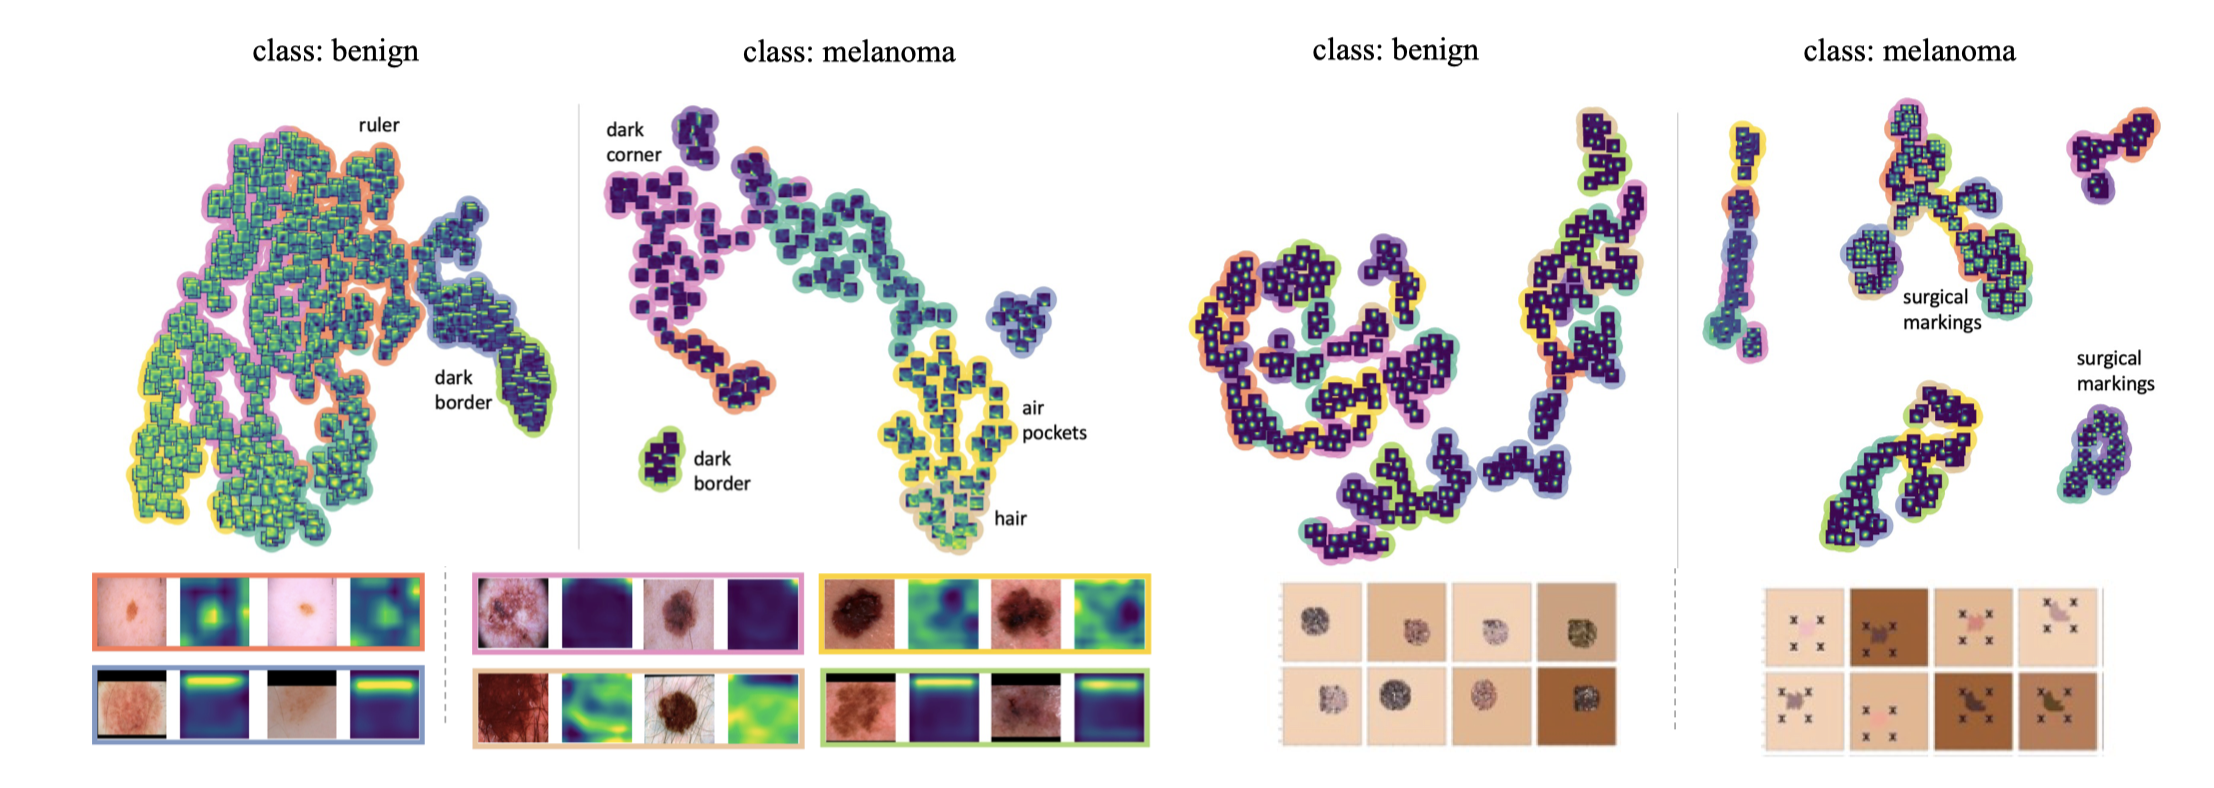 class: benign
class: melanoma
class: benign
class: melanoma
ruler
dark
border
dark
corner
dark
border
air
pockets
hair
surgical
markings
surgical
markings